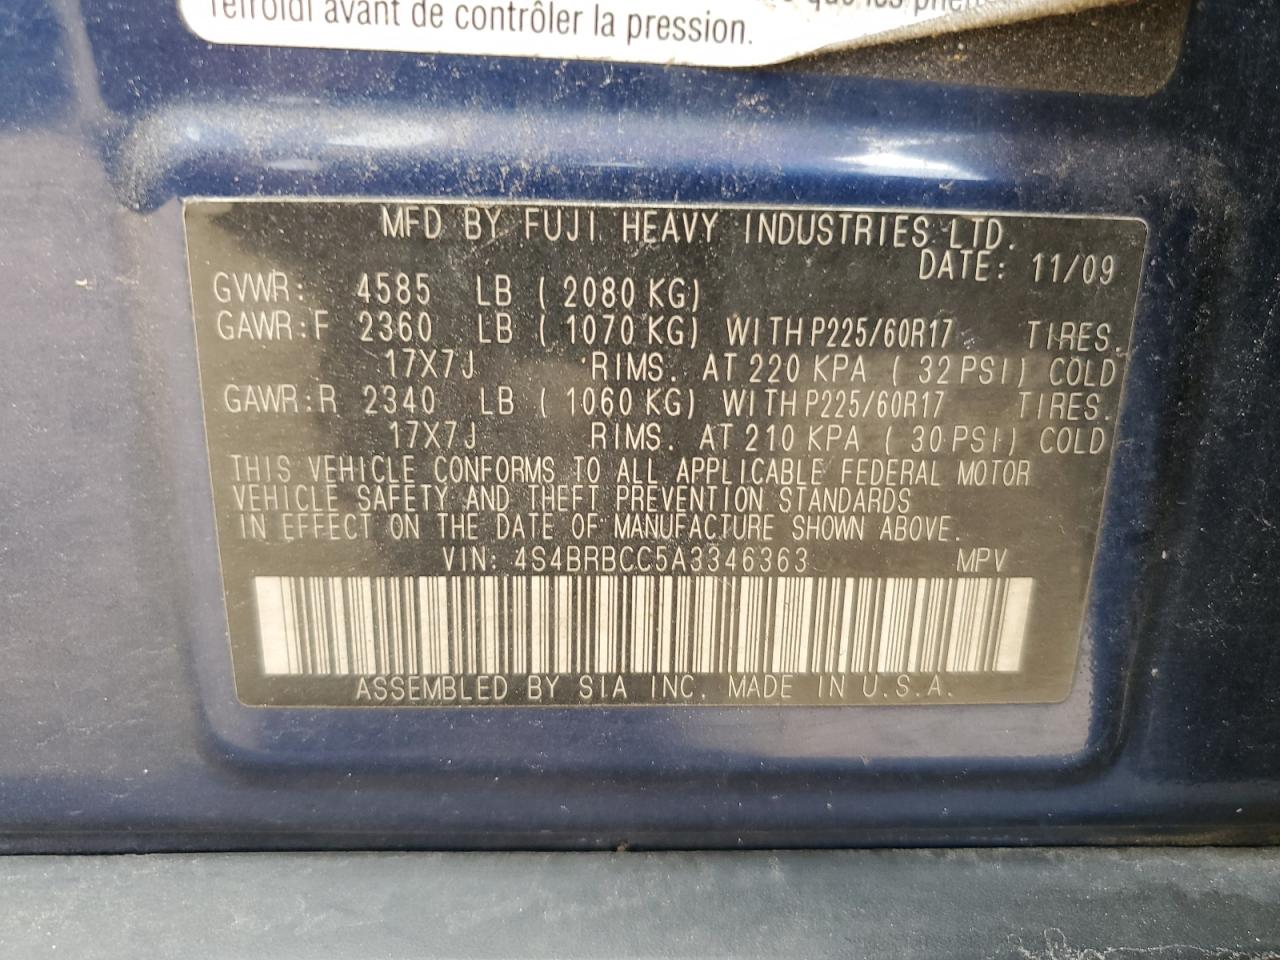 refroidi avant de contrôler la pression.
MFD BY FUJI HEAVY INDUSTRIES LTD.
DATE: 11/09
GVWR: 4585 LB (2080 KG)
GAWR:F 2360 LB (1070 KG) WITH P225/60R17 TIRES.
17X7J RIMS. AT 220 KPA (32 PSI) COLD
GAWR:R 2340 LB (1060 KG) WITH P225/60R17 TIRES.
17X7J RIMS. AT 210 KPA (30 PSI) COLD
THIS VEHICLE CONFORMS TO ALL APPLICABLE FEDERAL MOTOR
VEHICLE SAFETY AND THEFT PREVENTION STANDARDS
IN EFFECT ON THE DATE OF MANUFACTURE SHOWN ABOVE.
VIN: 4S4BRBCC5A3346363 MPV
ASSEMBLED BY SIA INC. MADE IN U.S.A.